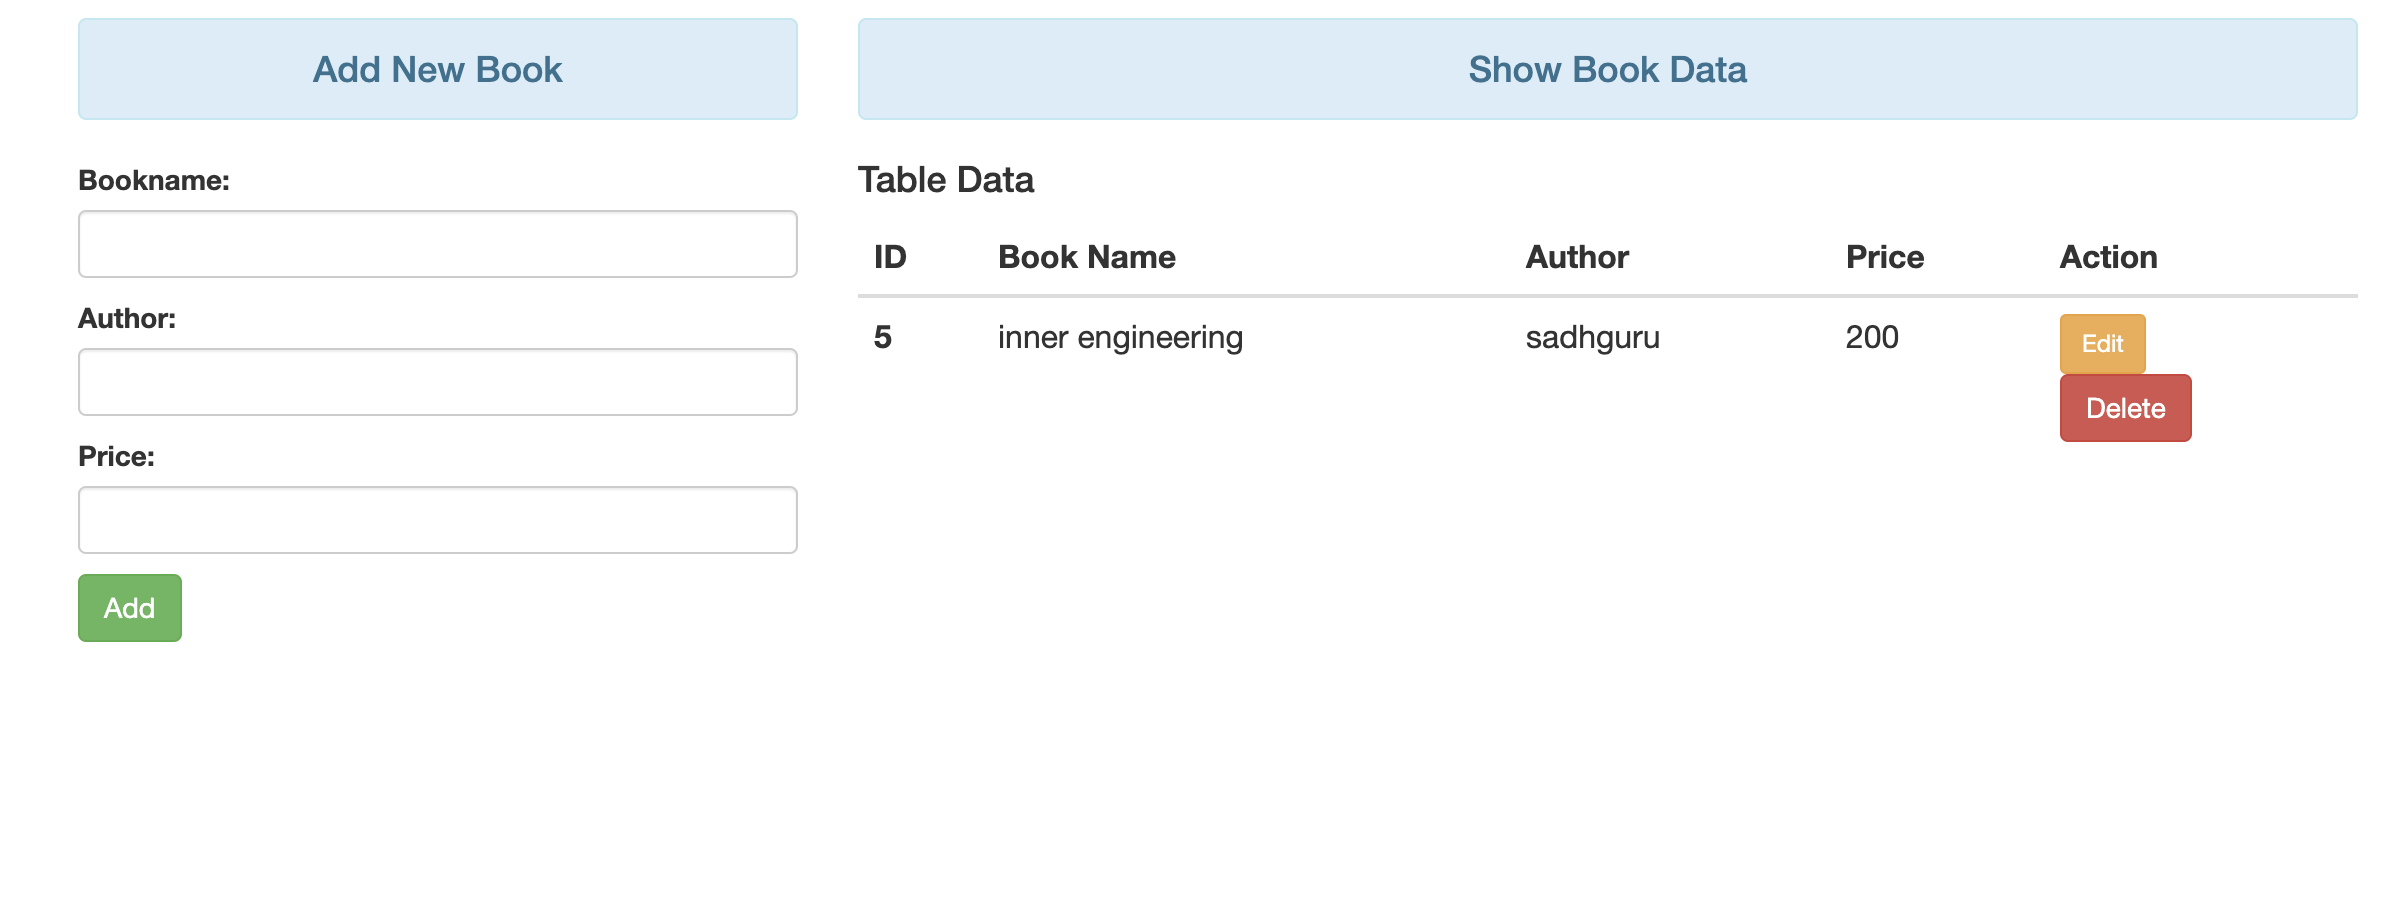 Add New Book
Bookname:
Author:
Price:
Add
Show Book Data
Table Data
ID Book Name Author Price Action
5 inner engineering sadhguru 200 Edit
Delete